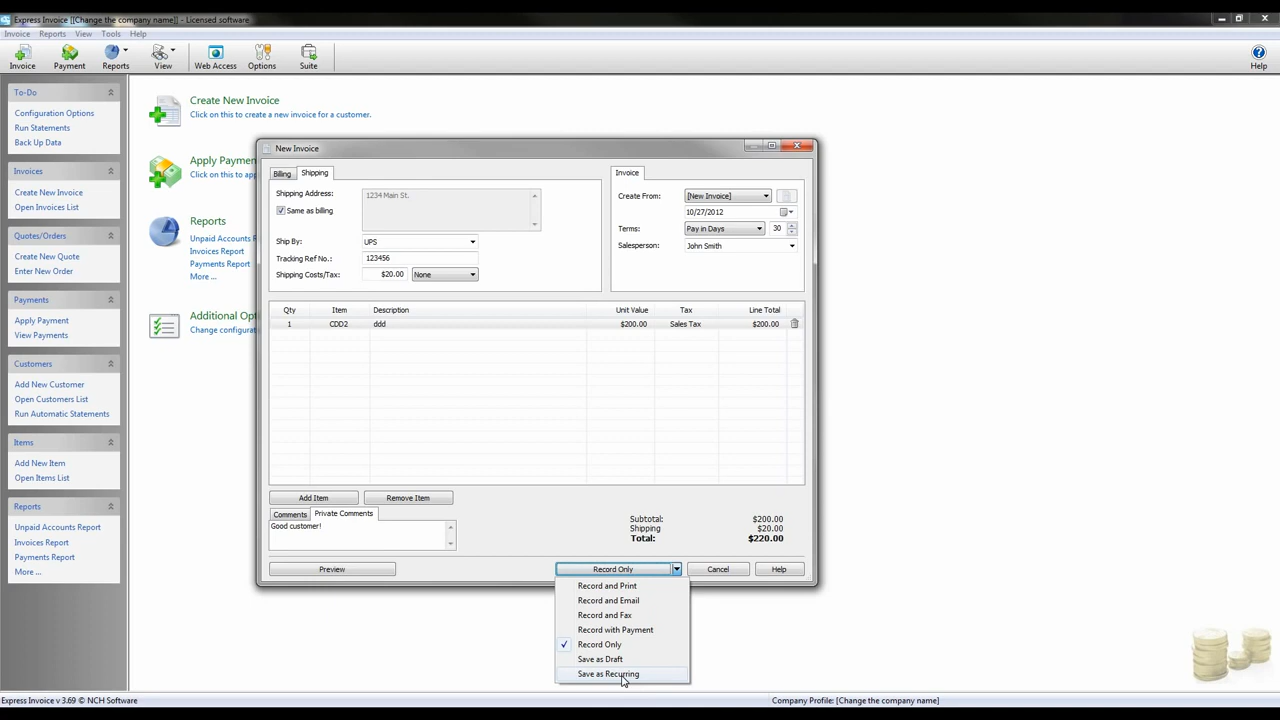 Express Invoice [[Change the company name]] - Licensed software
Invoice Reports View Tools Help
Invoice Payment Reports View Web Access Options Suite Help
To-Do
Configuration Options
Run Statements
Back Up Data
Invoices
Create New Invoice
Open Invoices List
Quotes/Orders
Create New Quote
Enter New Order
Payments
Apply Payment
View Payments
Customers
Add New Customer
Open Customers List
Run Automatic Statements
Items
Add New Item
Open Items List
Reports
Unpaid Accounts Report
Invoices Report
Payments Report
More ...
Create New Invoice
Click on this to create a new invoice for a customer.
Apply Paymen
Click on this to ap
Reports
Unpaid Accounts R
Invoices Report
Payments Report
More ...
Additional Opt
Change configurat
New Invoice
Billing Shipping
Shipping Address: 1234 Main St.
Same as billing
Ship By: UPS
Tracking Ref No.: 123456
Shipping Costs/Tax: $20.00 None
Invoice
Create From: [New Invoice]
10/27/2012
Terms: Pay in Days 30
Salesperson: John Smith
Qty Item Description Unit Value Tax Line Total
1 CDD2 ddd $200.00 Sales Tax $200.00
Add Item Remove Item
Comments Private Comments
Good customer!
Subtotal: $200.00
Shipping $20.00
Total: $220.00
Preview Record Only Cancel Help
Record and Print
Record and Email
Record and Fax
Record with Payment
Record Only
Save as Draft
Save as Recurring
Express Invoice v 3.69 © NCH Software Company Profile: [Change the company name]